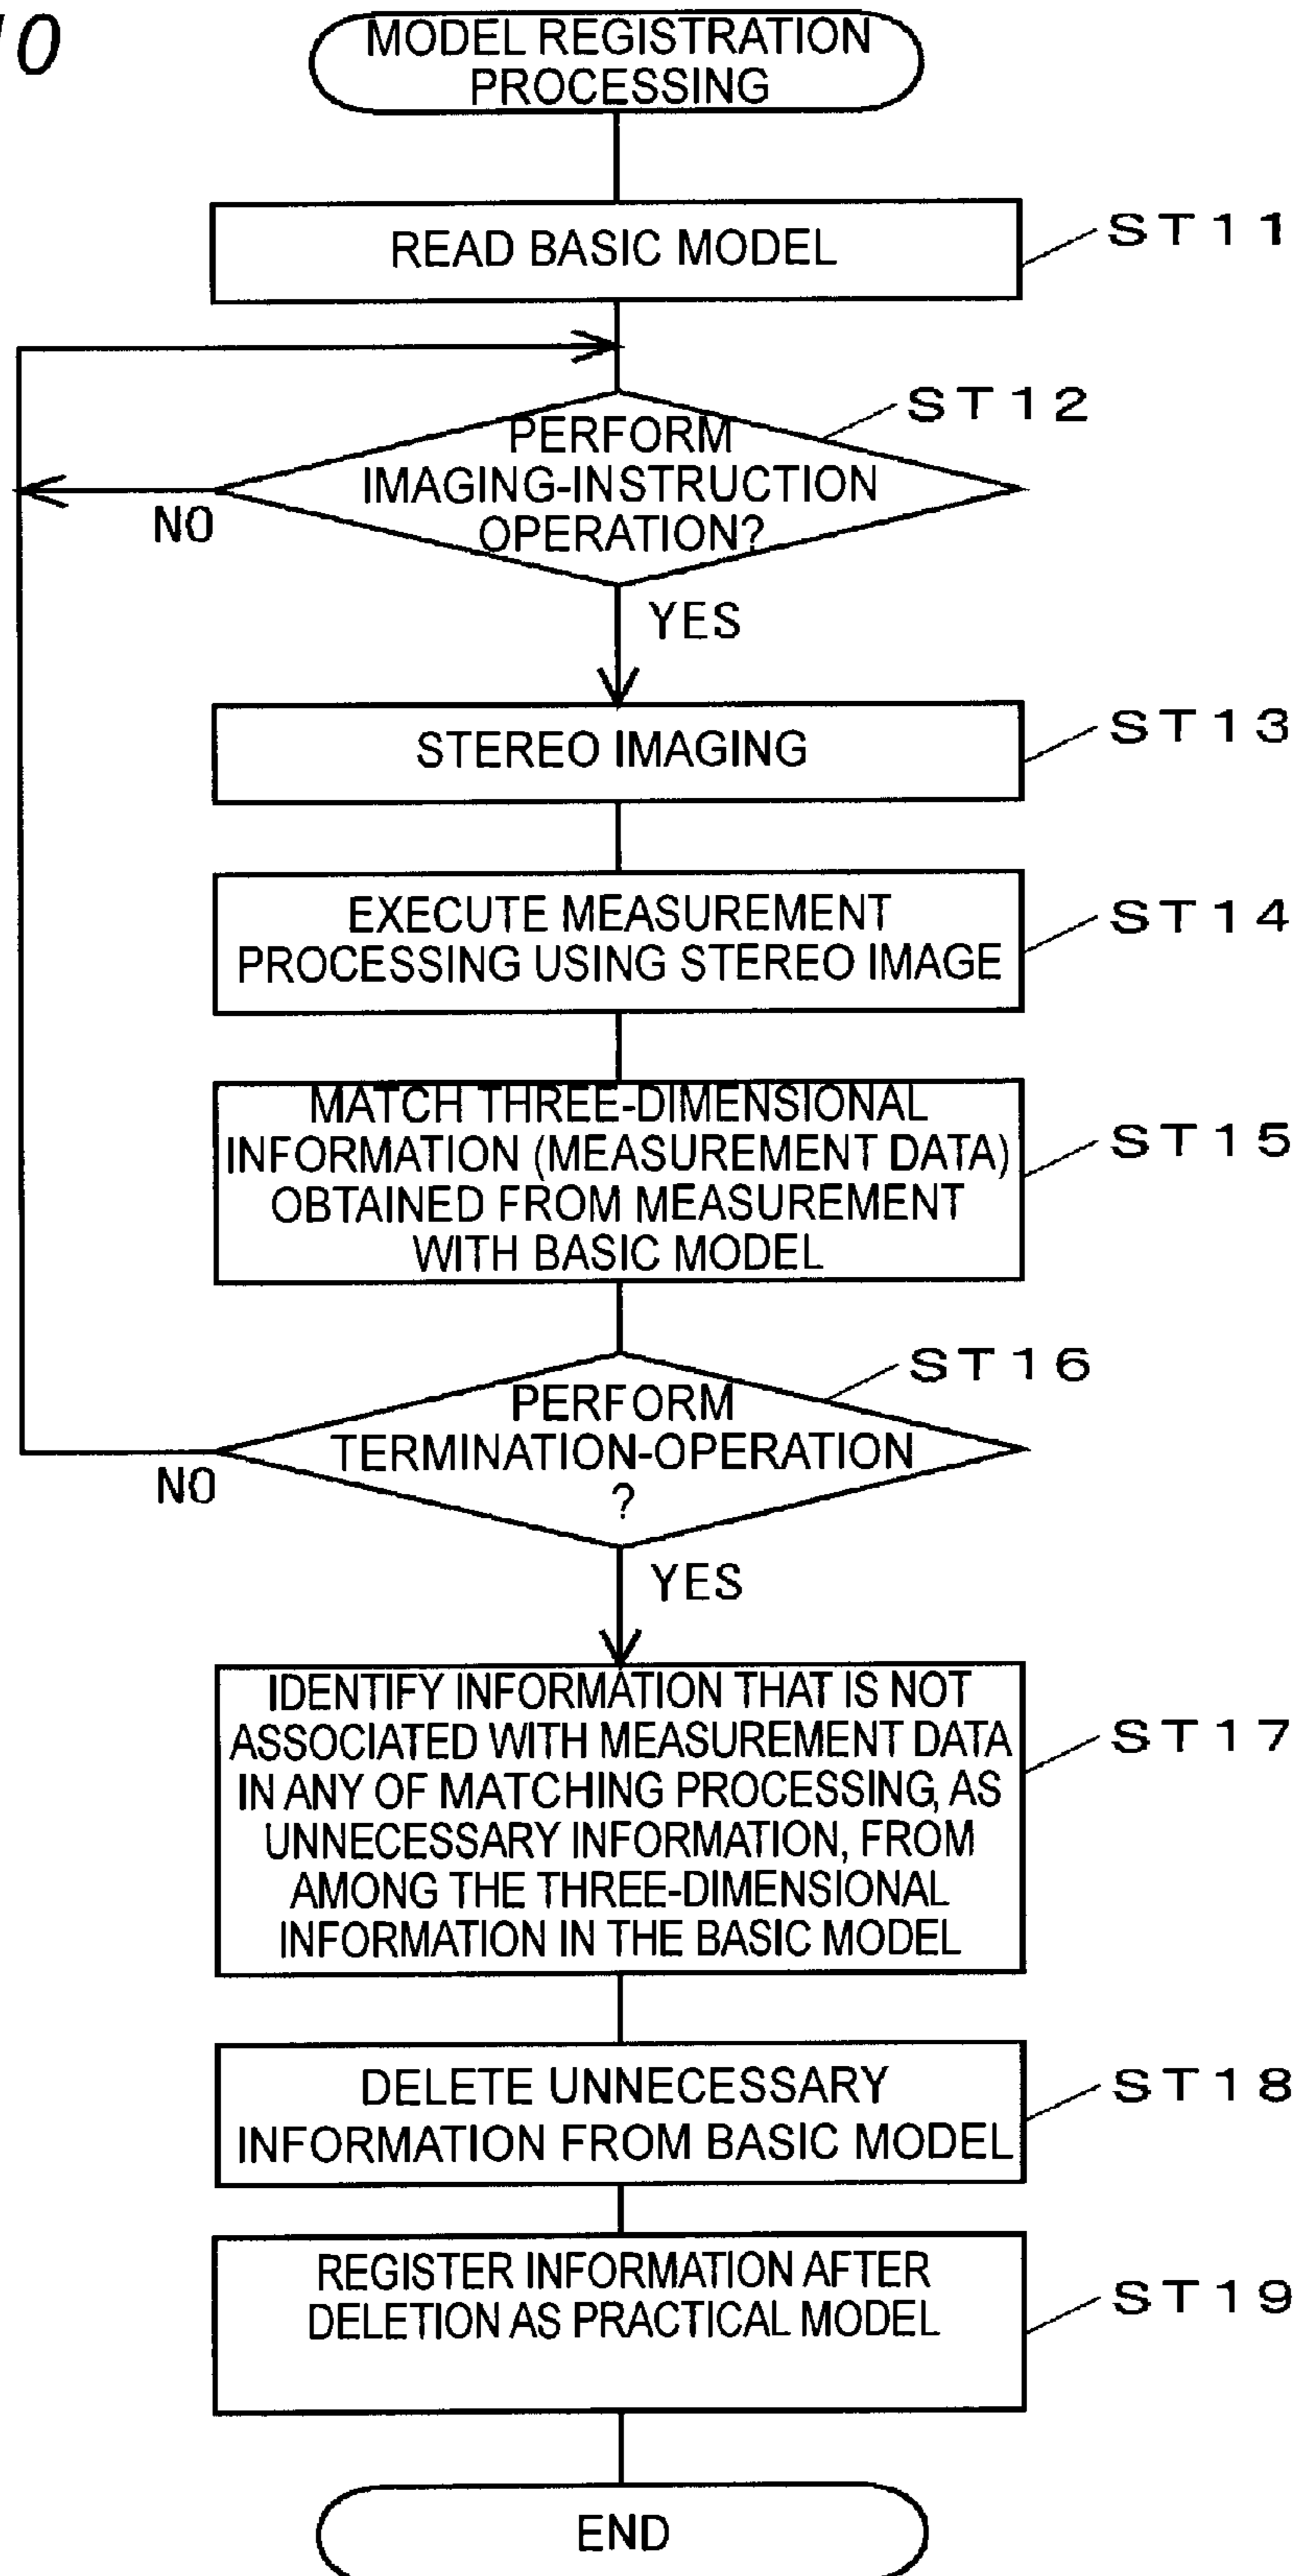 10
MODEL REGISTRATION
PROCESSING
READ BASIC MODEL
ST11
PERFORM
IMAGING-INSTRUCTION
OPERATION?
ST12
NO
YES
STEREO IMAGING
ST13
EXECUTE MEASUREMENT
PROCESSING USING STEREO IMAGE
ST14
MATCH THREE-DIMENSIONAL
INFORMATION (MEASUREMENT DATA)
OBTAINED FROM MEASUREMENT
WITH BASIC MODEL
ST15
PERFORM
TERMINATION-OPERATION
?
ST16
NO
YES
IDENTIFY INFORMATION THAT IS NOT
ASSOCIATED WITH MEASUREMENT DATA
IN ANY OF MATCHING PROCESSING, AS
UNNECESSARY INFORMATION, FROM
AMONG THE THREE-DIMENSIONAL
INFORMATION IN THE BASIC MODEL
ST17
DELETE UNNECESSARY
INFORMATION FROM BASIC MODEL
ST18
REGISTER INFORMATION AFTER
DELETION AS PRACTICAL MODEL
ST19
END